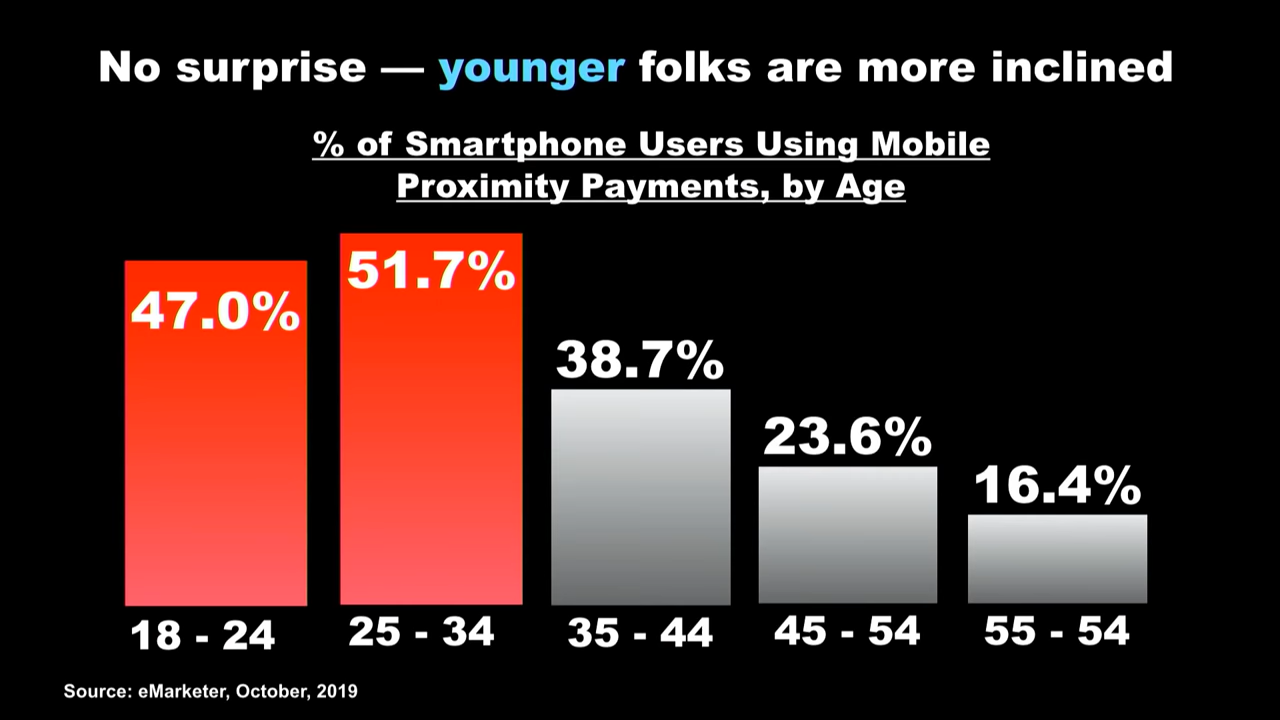 No surprise — younger folks are more inclined
% of Smartphone Users Using Mobile
Proximity Payments, by Age
47.0%
51.7%
38.7%
23.6%
16.4%
18 - 24
25 - 34
35 - 44
45 - 54
55 - 54
Source: eMarketer, October, 2019